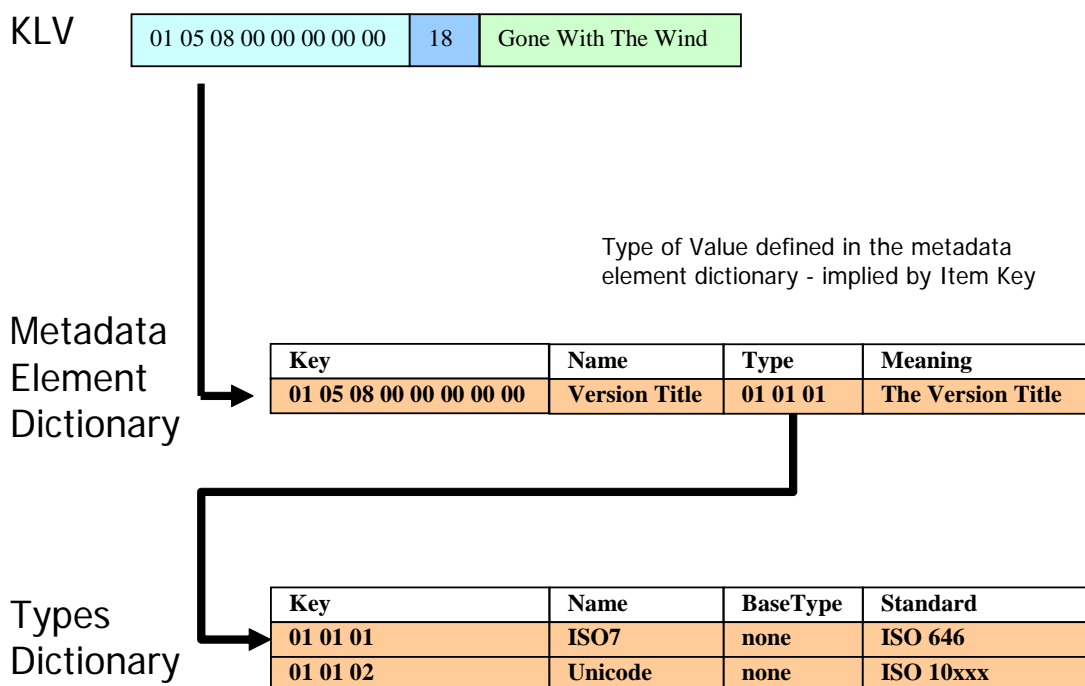 KLV
01 05 08 00 00 00 00 00 18 Gone With The Wind
Type of Value defined in the metadata
element dictionary - implied by Item Key
Metadata
Element
Dictionary
Key Name Type Meaning
01 05 08 00 00 00 00 00 Version Title 01 01 01 The Version Title
Types
Dictionary
Key Name BaseType Standard
01 01 01 ISO7 none ISO 646
01 01 02 Unicode none ISO 10xxx